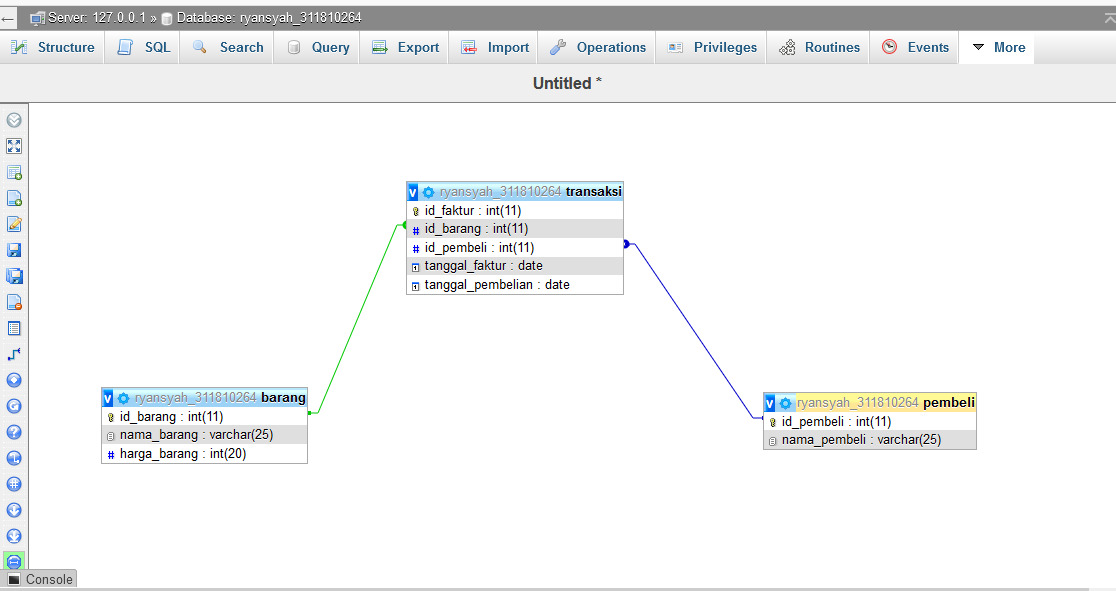 Server: 127.0.0.1 » Database: ryansyah_311810264
Structure SQL Search Query Export Import Operations Privileges Routines Events More
Untitled *
v ryansyah_311810264 transaksi
id_faktur : int(11)
# id_barang : int(11)
# id_pembeli : int(11)
tanggal_faktur : date
tanggal_pembelian : date
v ryansyah_311810264 barang
id_barang : int(11)
nama_barang : varchar(25)
# harga_barang : int(20)
v ryansyah_311810264 pembeli
id_pembeli : int(11)
nama_pembeli : varchar(25)
Console